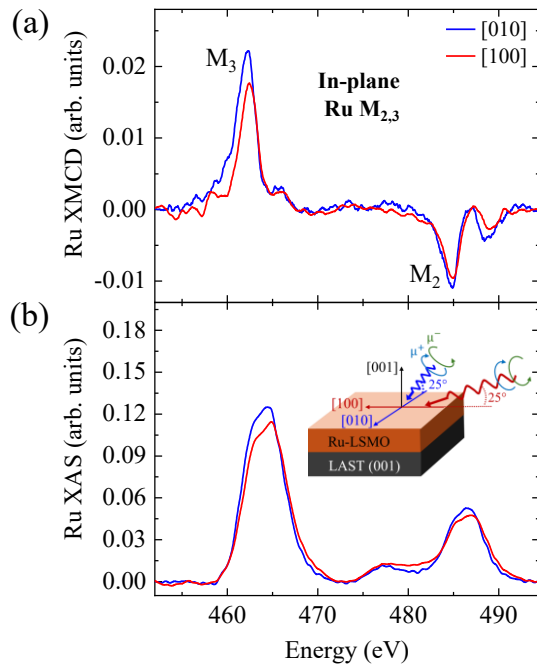 (a)
[010]
[100]
M3
In-plane
Ru M2,3
M2
Ru XMCD (arb. units)
0.02
0.01
0.00
-0.01
(b)
Ru XAS (arb. units)
0.18
0.15
0.12
0.09
0.06
0.03
0.00
μ+
μ−
[001]
25°
25°
[100]
[010]
Ru-LSMO
LAST (001)
460
470
480
490
Energy (eV)